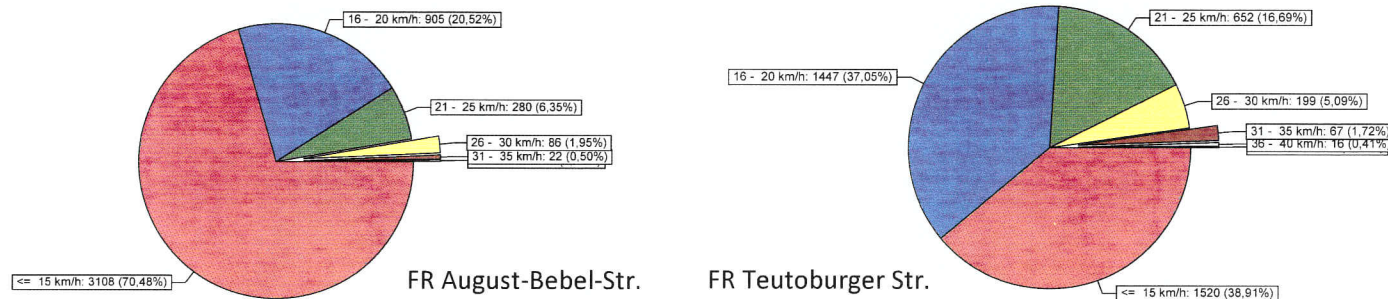 16 - 20 km/h: 905 (20,52%)
21 - 25 km/h: 280 (6,35%)
26 - 30 km/h: 86 (1,95%)
31 - 35 km/h: 22 (0,50%)
<= 15 km/h: 3108 (70,48%)
FR August-Bebel-Str.
21 - 25 km/h: 652 (16,69%)
16 - 20 km/h: 1447 (37,05%)
26 - 30 km/h: 199 (5,09%)
31 - 35 km/h: 67 (1,72%)
36 - 40 km/h: 16 (0,41%)
<= 15 km/h: 1520 (38,91%)
FR Teutoburger Str.